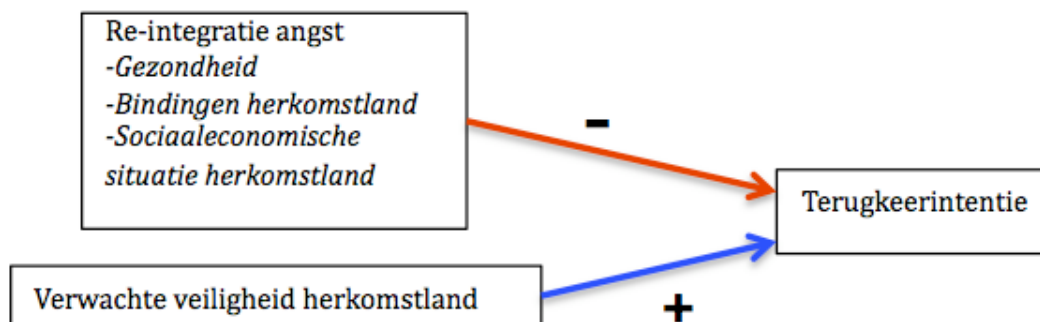 Re-integratie angst
-Gezondheid
-Bindingen herkomstland
-Sociaaleconomische
situatie herkomstland
-
Terugkeerintentie
Verwachte veiligheid herkomstland
+